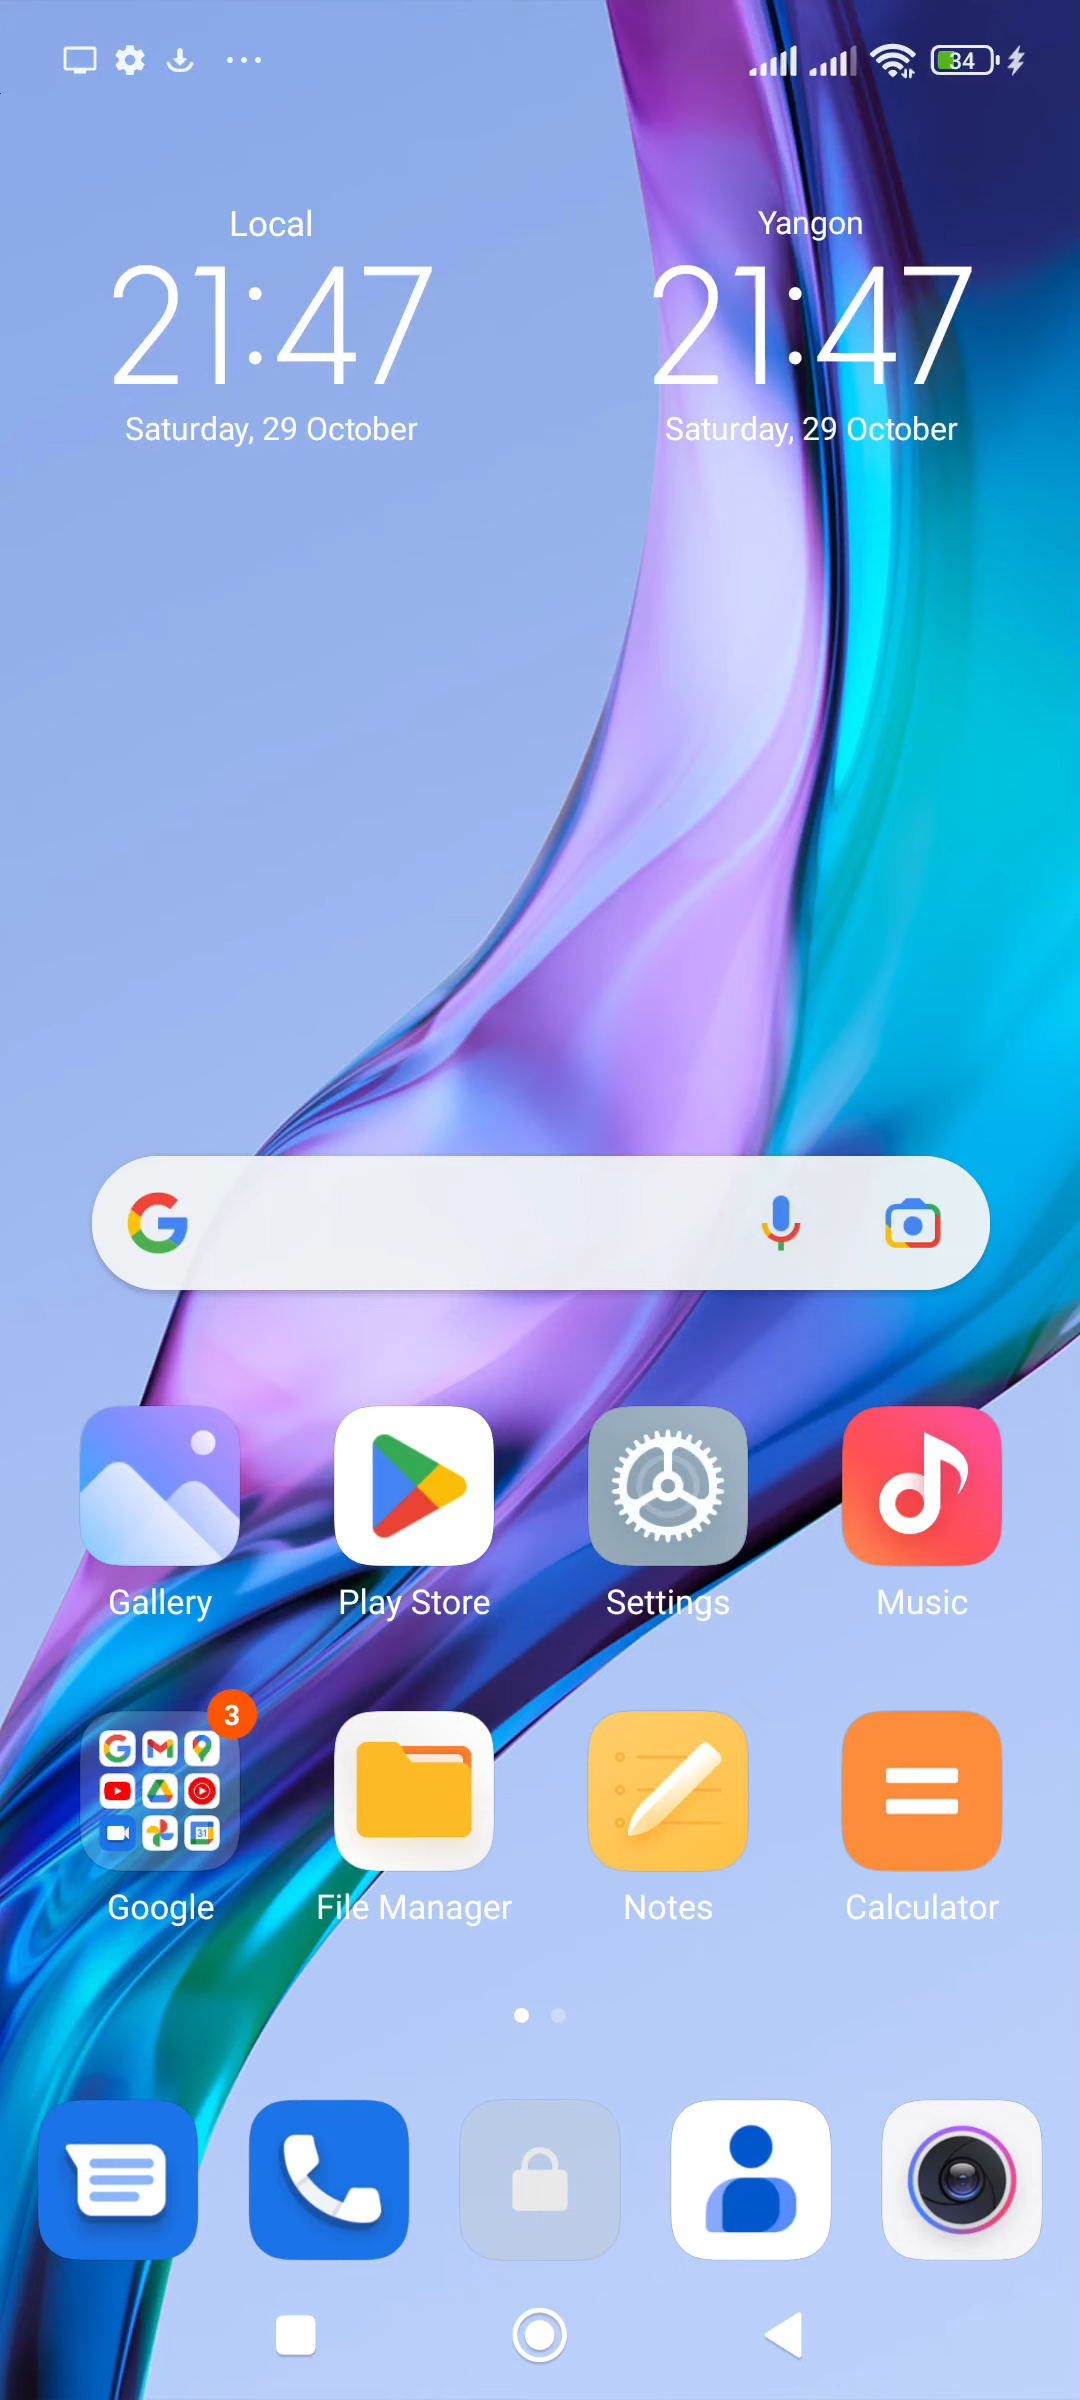 34
Local
Yangon
21:47
21:47
Saturday, 29 October
Saturday, 29 October
Gallery
Play Store
Settings
Music
3
31
Google
File Manager
Notes
Calculator